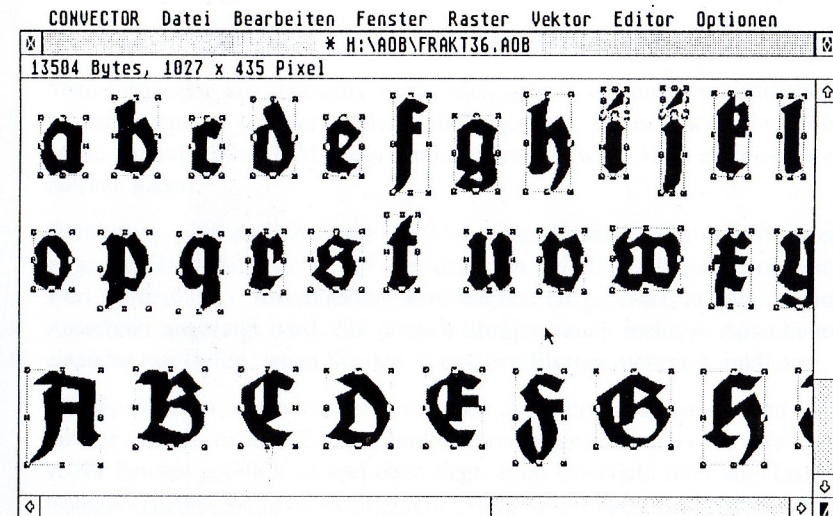 CONVECTOR Datei Bearbeiten Fenster Raster Vektor Editor Optionen
* H:\AOB\FRAKT36.AOB
13504 Bytes, 1027 x 435 Pixel
a b c d e f g h i j k l
o p q r s t u v w x y
A B C D E F G H